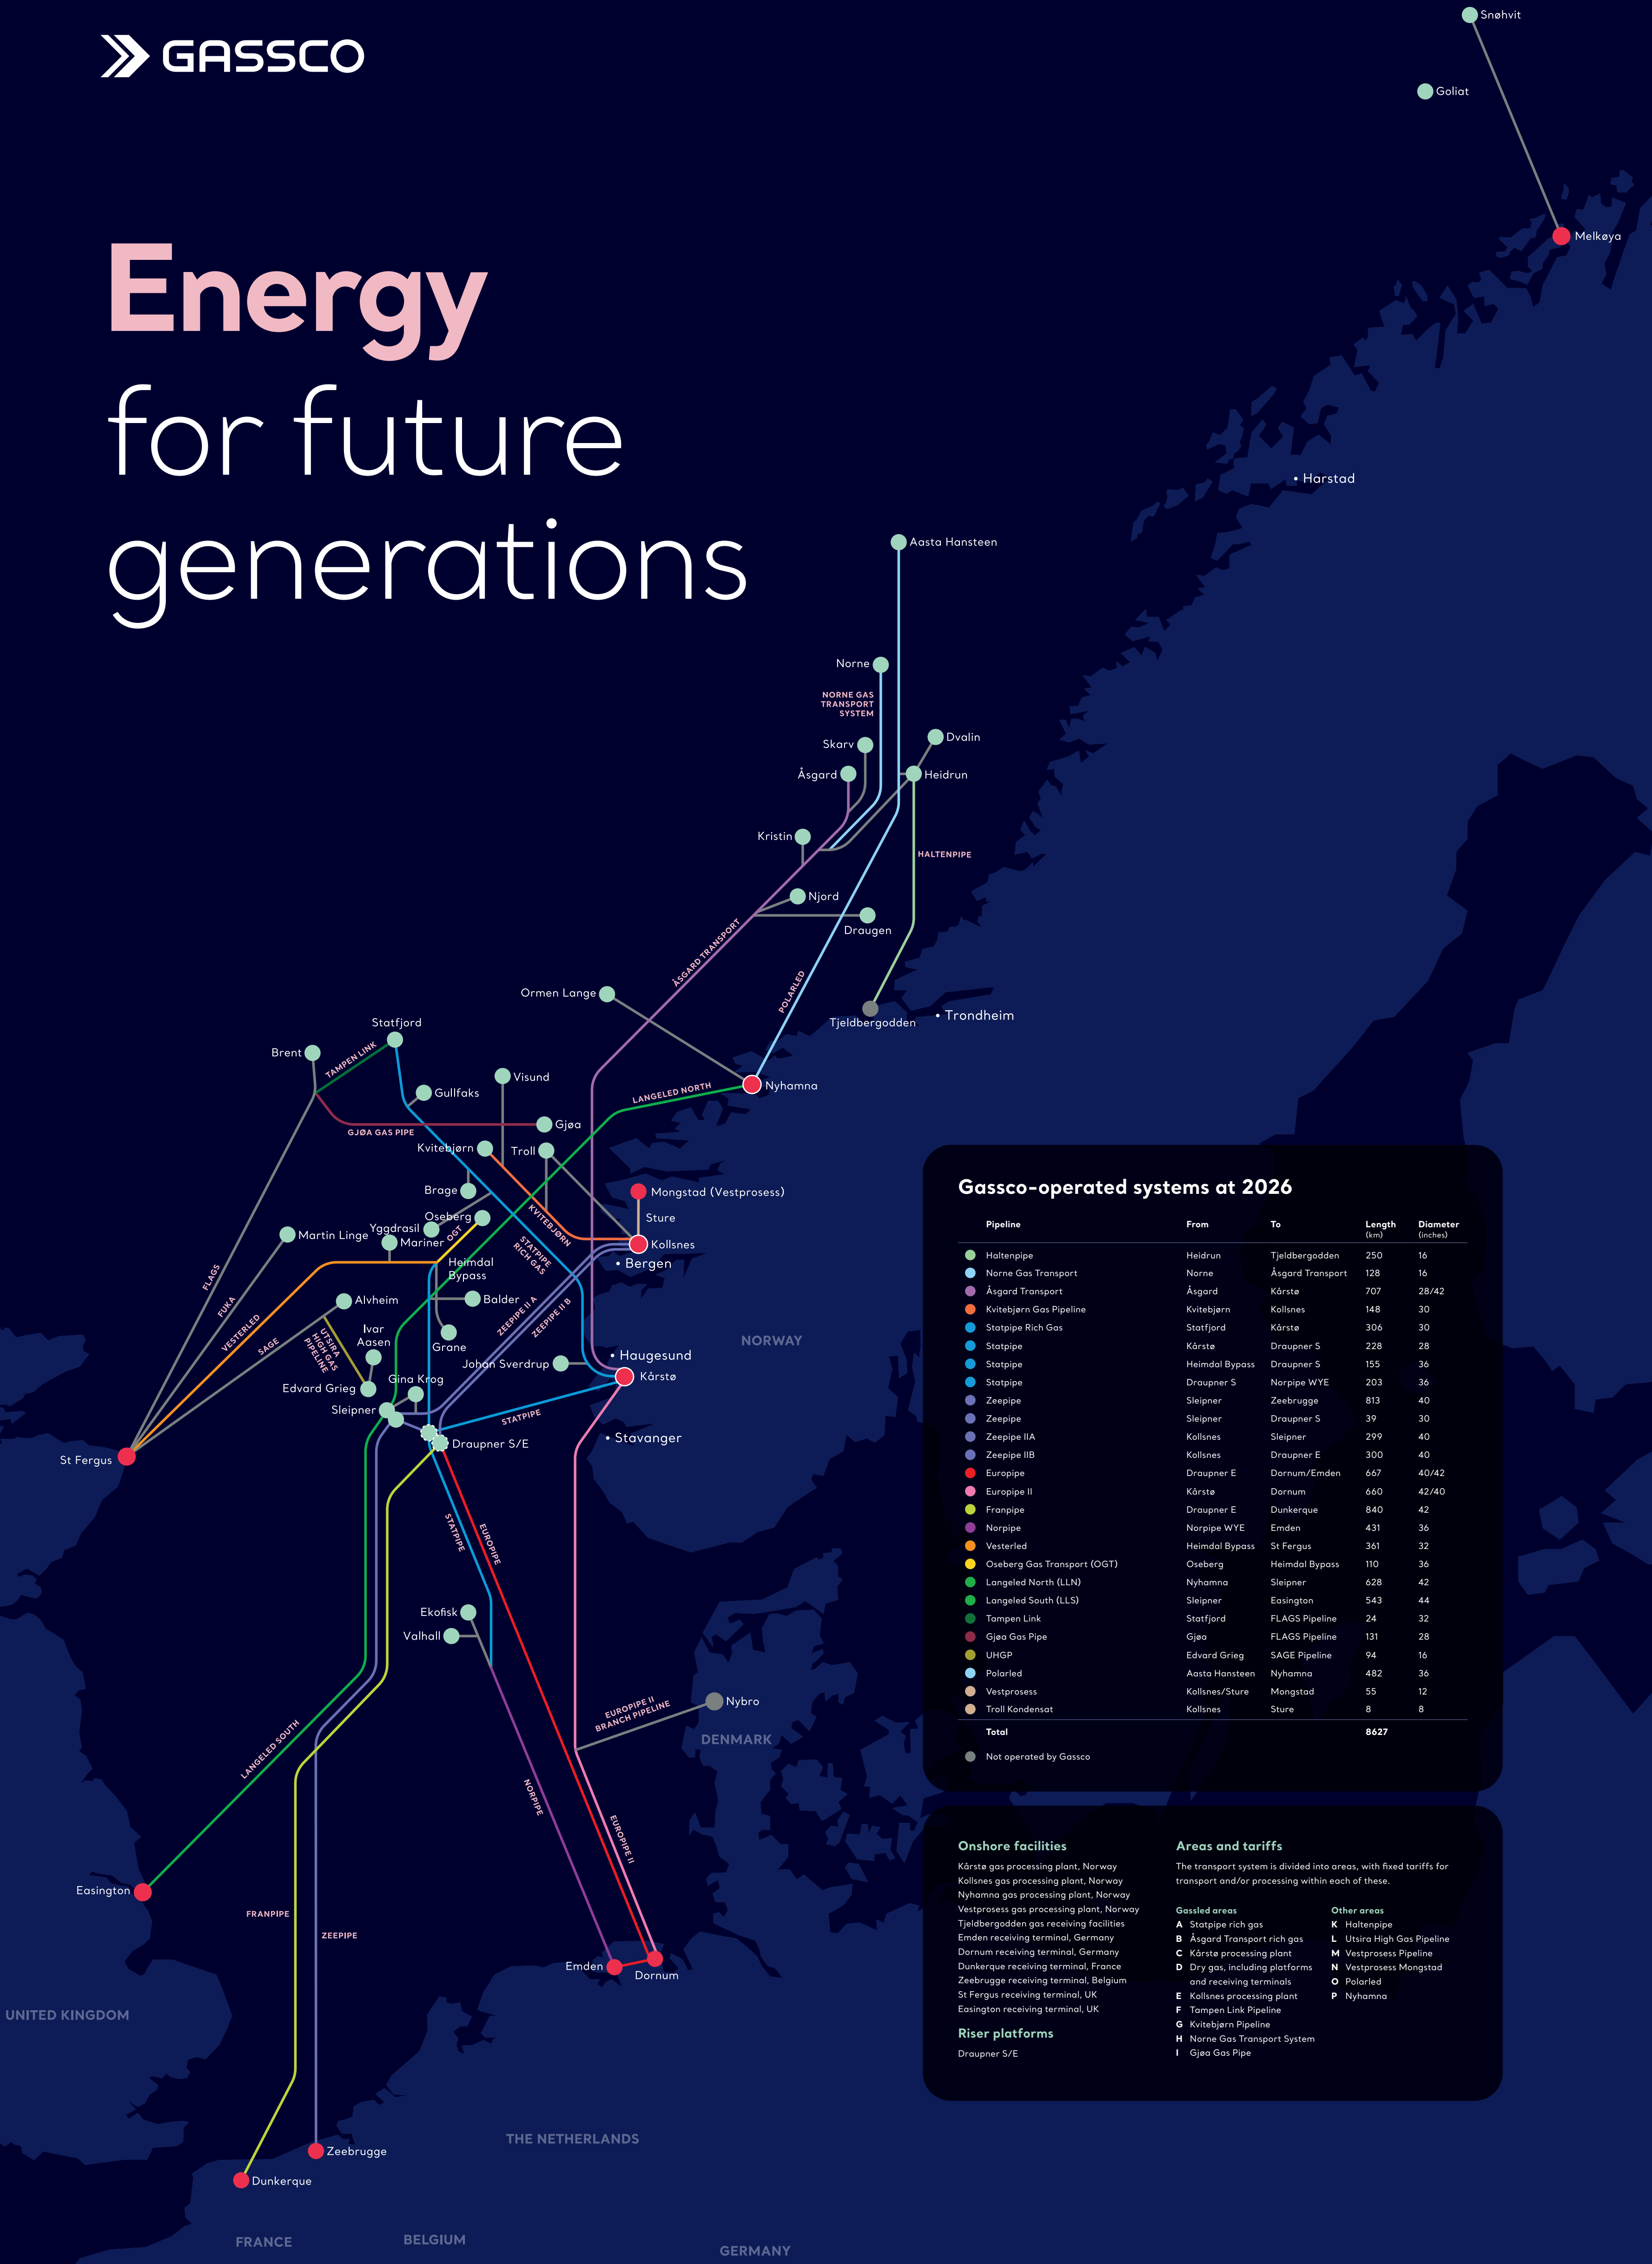 GASSCO
Energy
for future
generations
Snøhvit
Goliat
Melkøya
• Harstad
Aasta Hansteen
Norne
NORNE GAS
TRANSPORT
SYSTEM
Dvalin
Skarv
Åsgard
Heidrun
Kristin
HALTENPIPE
Njord
Draugen
ÅSGARD TRANSPORT
POLARLED
Ormen Lange
Tjeldbergodden
• Trondheim
Statfjord
Brent
TAMPEN LINK
Visund
Nyhamna
Gullfaks
LANGELED NORTH
Gjøa
GJØA GAS PIPE
Kvitebjørn
Troll
Brage
Mongstad (Vestprosess)
Oseberg
Sture
Yggdrasil
Martin Linge
Mariner
OGT
KVITEBJØRN
STATPIPE
RICH GAS
Kollsnes
• Bergen
Heimdal
Bypass
FLAGS
FUKA
VESTERLED
SAGE
Alvheim
Balder
ZEEPIPE II A
ZEEPIPE II B
UTSIRA
HIGH GAS
PIPELINE
Ivar
Aasen
Grane
NORWAY
Johan Sverdrup
• Haugesund
Kårstø
Edvard Grieg
Gina Krog
Sleipner
STATPIPE
Draupner S/E
• Stavanger
St Fergus
STATPIPE
EUROPIPE
Ekofisk
Valhall
EUROPIPE II
BRANCH PIPELINE
Nybro
DENMARK
LANGELED SOUTH
NORPIPE
EUROPIPE II
Easington
FRANPIPE
ZEEPIPE
Emden
Dornum
UNITED KINGDOM
THE NETHERLANDS
Zeebrugge
Dunkerque
FRANCE
BELGIUM
GERMANY
Gassco-operated systems at 2026
Pipeline From To Length (km) Diameter (inches)
Haltenpipe Heidrun Tjeldbergodden 250 16
Norne Gas Transport Norne Åsgard Transport 128 16
Åsgard Transport Åsgard Kårstø 707 28/42
Kvitebjørn Gas Pipeline Kvitebjørn Kollsnes 148 30
Statpipe Rich Gas Statfjord Kårstø 306 30
Statpipe Kårstø Draupner S 228 28
Statpipe Heimdal Bypass Draupner S 155 36
Statpipe Draupner S Norpipe WYE 203 36
Zeepipe Sleipner Zeebrugge 813 40
Zeepipe Sleipner Draupner S 39 30
Zeepipe IIA Kollsnes Sleipner 299 40
Zeepipe IIB Kollsnes Draupner E 300 40
Europipe Draupner E Dornum/Emden 667 40/42
Europipe II Kårstø Dornum 660 42/40
Franpipe Draupner E Dunkerque 840 42
Norpipe Norpipe WYE Emden 431 36
Vesterled Heimdal Bypass St Fergus 361 32
Oseberg Gas Transport (OGT) Oseberg Heimdal Bypass 110 36
Langeled North (LLN) Nyhamna Sleipner 628 42
Langeled South (LLS) Sleipner Easington 543 44
Tampen Link Statfjord FLAGS Pipeline 24 32
Gjøa Gas Pipe Gjøa FLAGS Pipeline 131 28
UHGP Edvard Grieg SAGE Pipeline 94 16
Polarled Aasta Hansteen Nyhamna 482 36
Vestprosess Kollsnes/Sture Mongstad 55 12
Troll Kondensat Kollsnes Sture 8 8
Total 8627
Not operated by Gassco
Onshore facilities
Kårstø gas processing plant, Norway
Kollsnes gas processing plant, Norway
Nyhamna gas processing plant, Norway
Vestprosess gas processing plant, Norway
Tjeldbergodden gas receiving facilities
Emden receiving terminal, Germany
Dornum receiving terminal, Germany
Dunkerque receiving terminal, France
Zeebrugge receiving terminal, Belgium
St Fergus receiving terminal, UK
Easington receiving terminal, UK
Riser platforms
Draupner S/E
Areas and tariffs
The transport system is divided into areas, with fixed tariffs for
transport and/or processing within each of these.
Gassled areas
A Statpipe rich gas
B Åsgard Transport rich gas
C Kårstø processing plant
D Dry gas, including platforms
and receiving terminals
E Kollsnes processing plant
F Tampen Link Pipeline
G Kvitebjørn Pipeline
H Norne Gas Transport System
I Gjøa Gas Pipe
Other areas
K Haltenpipe
L Utsira High Gas Pipeline
M Vestprosess Pipeline
N Vestprosess Mongstad
O Polarled
P Nyhamna